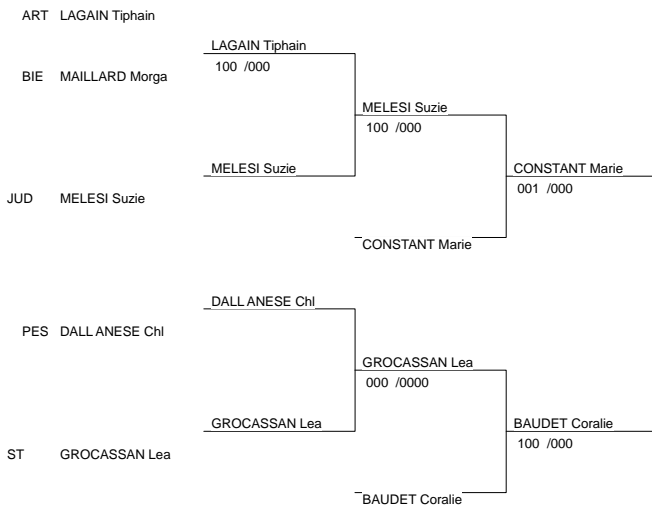 ART LAGAIN Tiphain
LAGAIN Tiphain
100 /000
BIE MAILLARD Morga
MELESI Suzie
100 /000
MELESI Suzie
CONSTANT Marie
001 /000
JUD MELESI Suzie
CONSTANT Marie
DALL ANESE Chl
PES DALL ANESE Chl
GROCASSAN Lea
000 /0000
GROCASSAN Lea
BAUDET Coralie
100 /000
ST GROCASSAN Lea
BAUDET Coralie